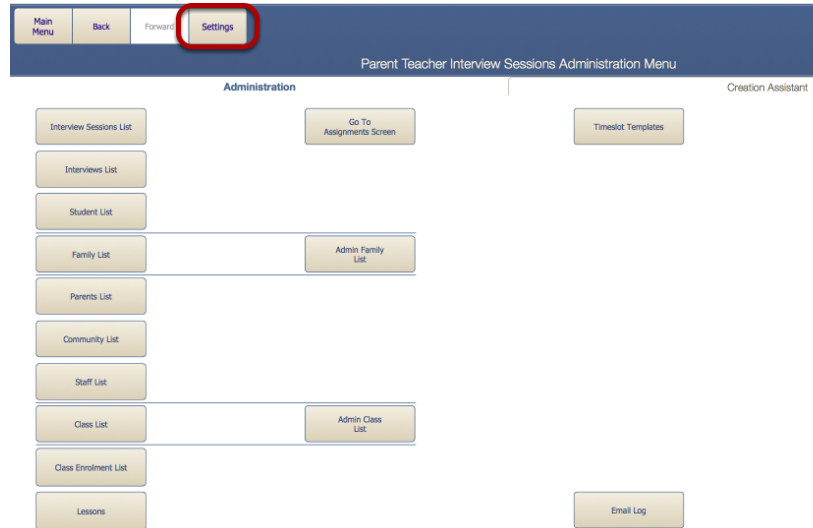 Main
Menu
Back
Forward
Settings
Parent Teacher Interview Sessions Administration Menu
Administration
Creation Assistant
Interview Sessions List
Go To
Assignments Screen
Timeslot Templates
Interviews List
Student List
Family List
Admin Family
List
Parents List
Community List
Staff List
Class List
Admin Class
List
Class Enrolment List
Lessons
Email Log